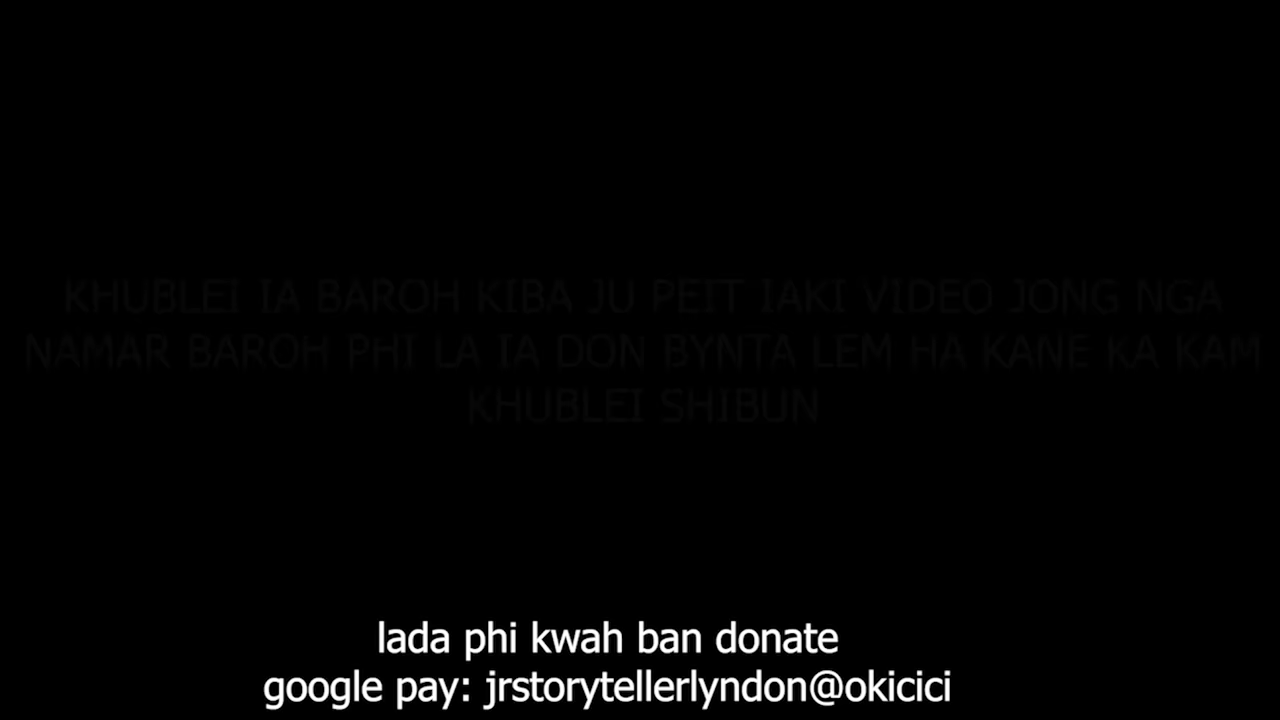 KHUBLEI IA BAROH KIBA JU PEIT IAKI VIDEO JONG NGA
NAMAR BAROH PHI LA IA DON BYNTA LEM HA KANE KA KAM
KHUBLEI SHIBUN
lada phi kwah ban donate
google pay: jrstorytellerlyndon@okicici